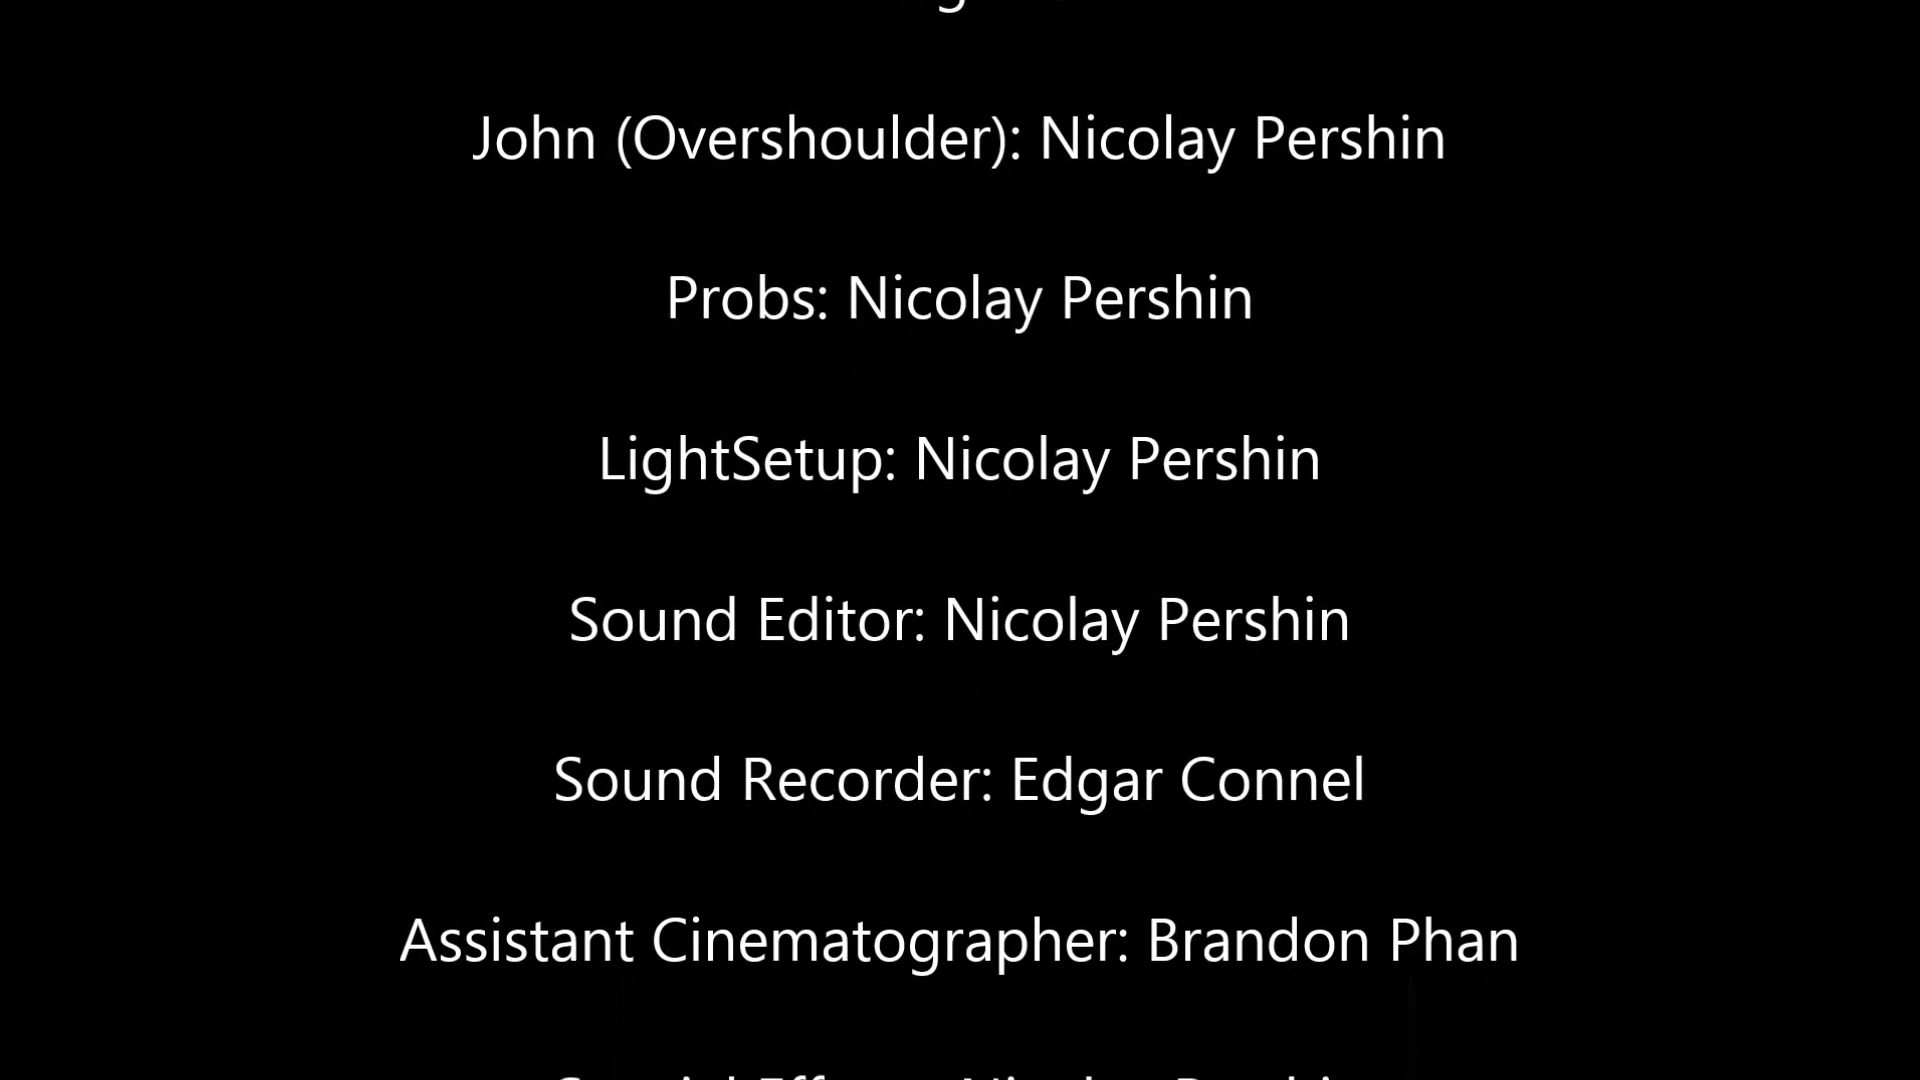 John (Overshoulder): Nicolay Pershin
Probs: Nicolay Pershin
LightSetup: Nicolay Pershin
Sound Editor: Nicolay Pershin
Sound Recorder: Edgar Connel
Assistant Cinematographer: Brandon Phan